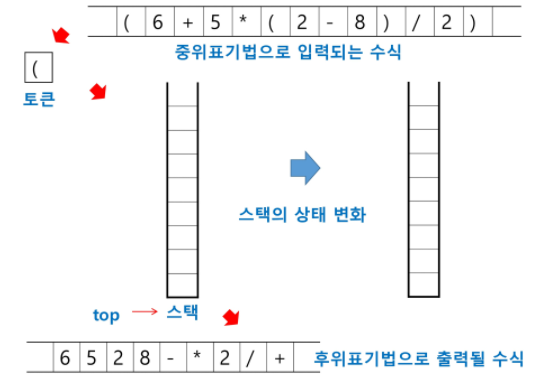 ( 6 + 5 * ( 2 - 8 ) / 2 )
중위표기법으로 입력되는 수식
(
토큰
스택의 상태 변화
top → 스택
6 5 2 8 - * 2 / + 후위표기법으로 출력될 수식